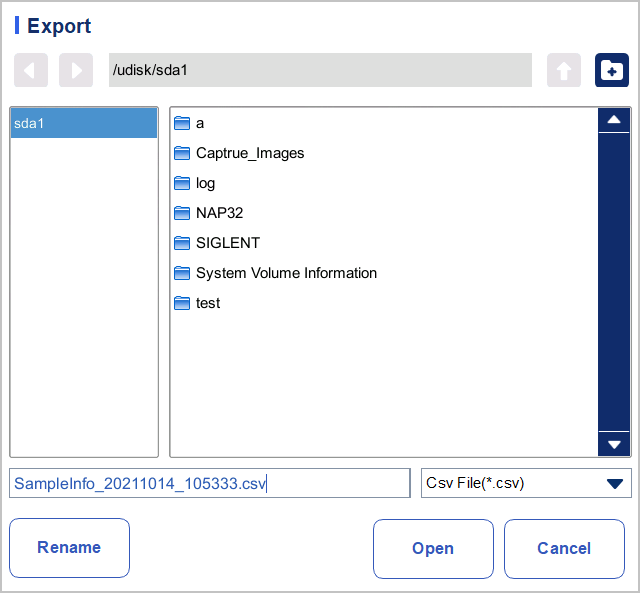 Export
/udisk/sda1
sda1
a
Captrue_Images
log
NAP32
SIGLENT
System Volume Information
test
SampleInfo_20211014_105333.csv
Csv File(*.csv)
Rename
Open
Cancel